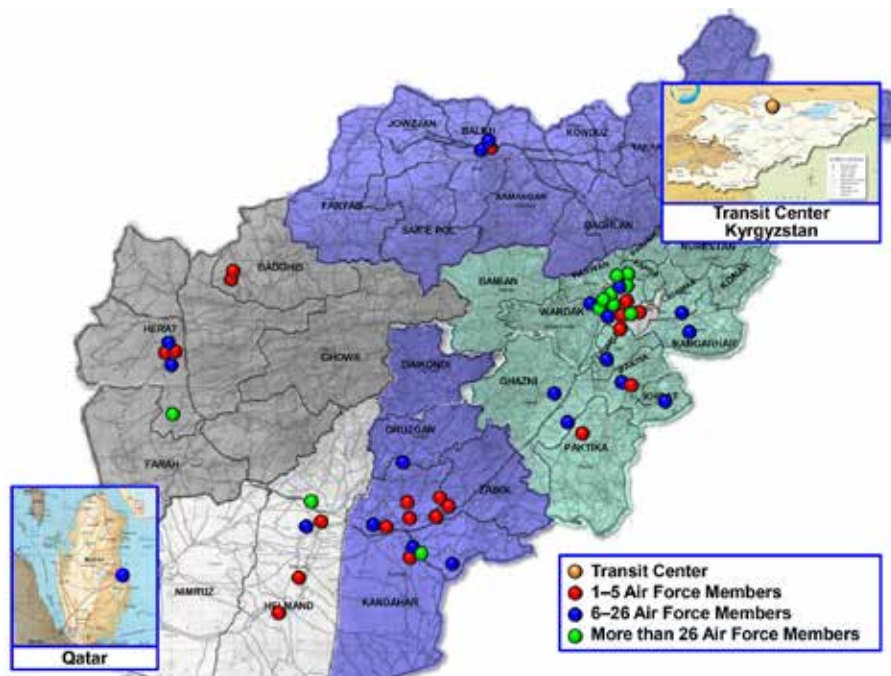 JOWZJAN
BALKH
KONDUZ
FARYAB
SAR'E POL
SAMANGAN
BAGHLAN
Transit Center
Kyrgyzstan
NURESTAN
BADGHIS
BAMIAN
WARDAK
KONAR
HERAT
NANGARHAR
GHOWR
DAIKONDI
GHAZNI
ORUZGAN
PAKTIKA
FARAH
ZABOL
NIMRUZ
HELMAND
KANDAHAR
Qatar
Transit Center
1–5 Air Force Members
6–26 Air Force Members
More than 26 Air Force Members